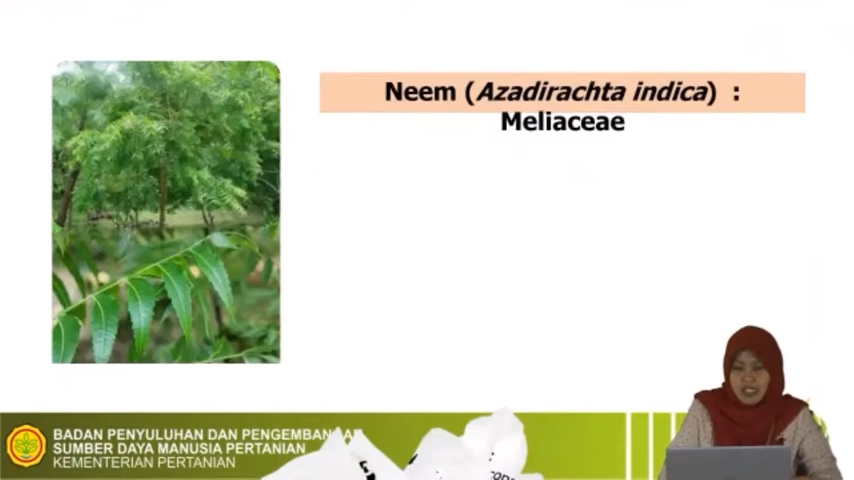 Neem (Azadirachta indica) :
Meliaceae
BADAN PENYULUHAN DAN PENGEMBANGAN
SUMBER DAYA MANUSIA PERTANIAN
KEMENTERIAN PERTANIAN